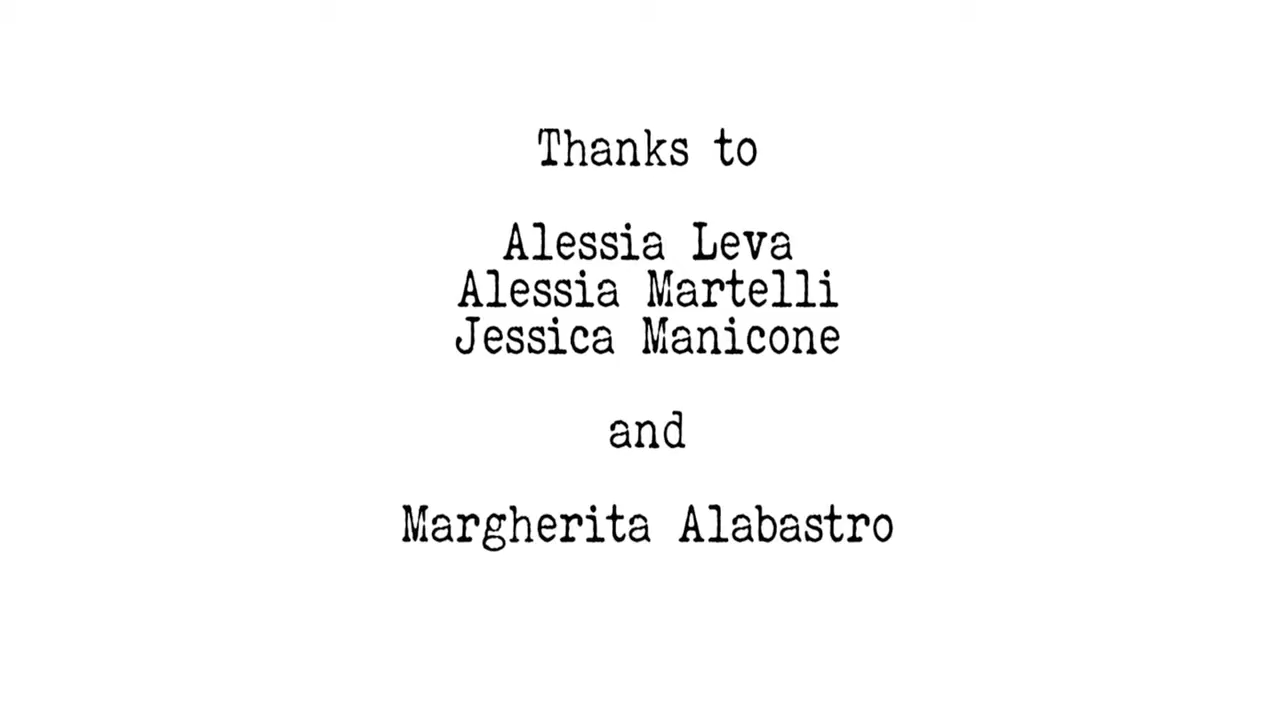 Thanks to
Alessia Leva
Alessia Martelli
Jessica Manicone
and
Margherita Alabastro